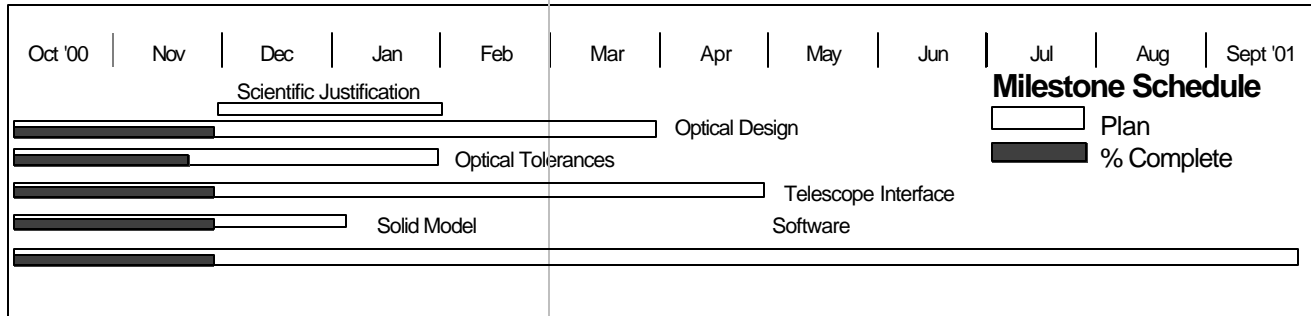 Oct '00 Nov Dec Jan Feb Mar Apr May Jun Jul Aug Sept '01
Milestone Schedule
Scientific Justification
Plan
Optical Design
% Complete
Optical Tolerances
Telescope Interface
Solid Model
Software